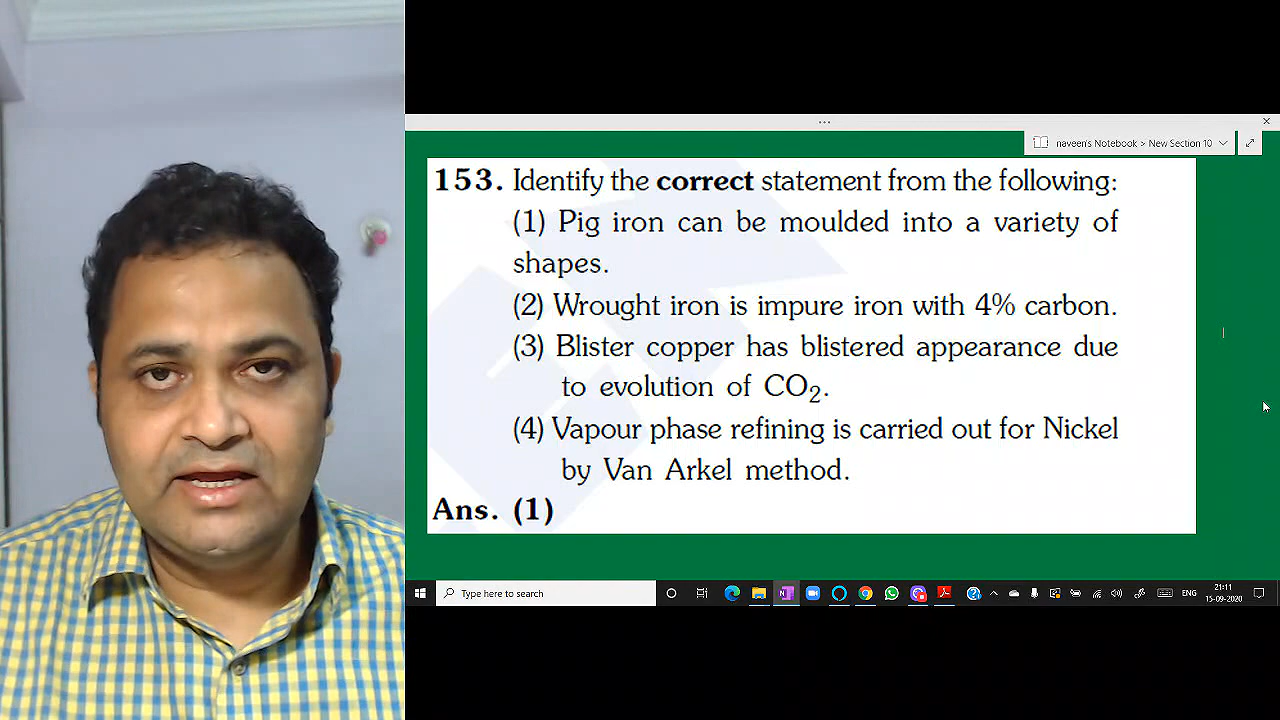 ...
naveen's Notebook > New Section 10
153. Identify the correct statement from the following:
(1) Pig iron can be moulded into a variety of
shapes.
(2) Wrought iron is impure iron with 4% carbon.
(3) Blister copper has blistered appearance due
to evolution of CO₂.
(4) Vapour phase refining is carried out for Nickel
by Van Arkel method.
Ans. (1)
Type here to search
ENG
21:11
15-09-2020